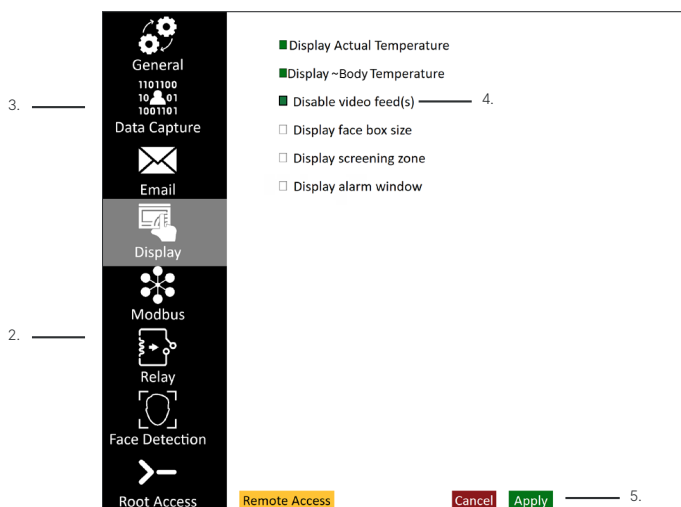 General
1101100
10 01
1001101
Data Capture
Email
Display
Modbus
Relay
Face Detection
Root Access
3.
2.
Display Actual Temperature
Display ~Body Temperature
Disable video feed(s)
4.
Display face box size
Display screening zone
Display alarm window
Remote Access
Cancel
Apply
5.